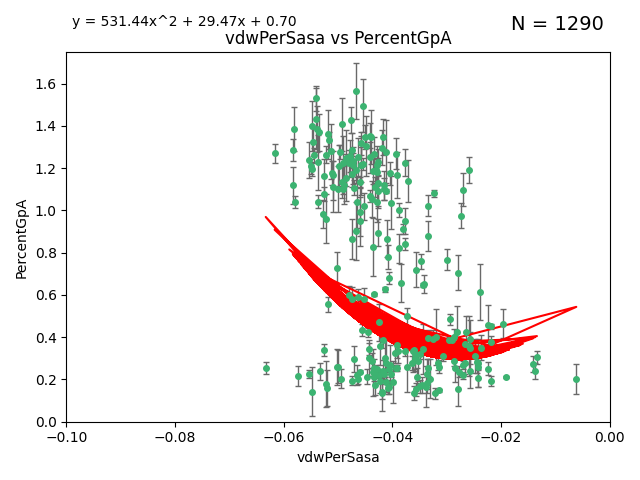 y = 531.44x^2 + 29.47x + 0.70
N = 1290
vdwPerSasa vs PercentGpA
PercentGpA
1.6
1.4
1.2
1.0
0.8
0.6
0.4
0.2
0.0
−0.10 −0.08 −0.06 −0.04 −0.02 0.00
vdwPerSasa